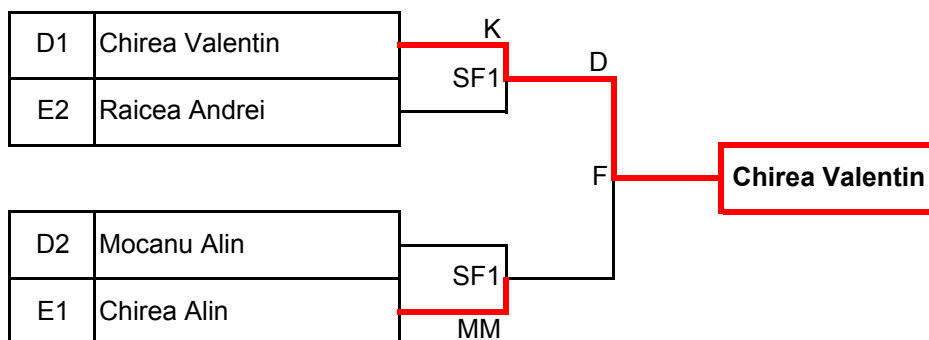 K
D1 Chirea Valentin
D
SF1
E2 Raicea Andrei
F
Chirea Valentin
D2 Mocanu Alin
SF1
E1 Chirea Alin
MM